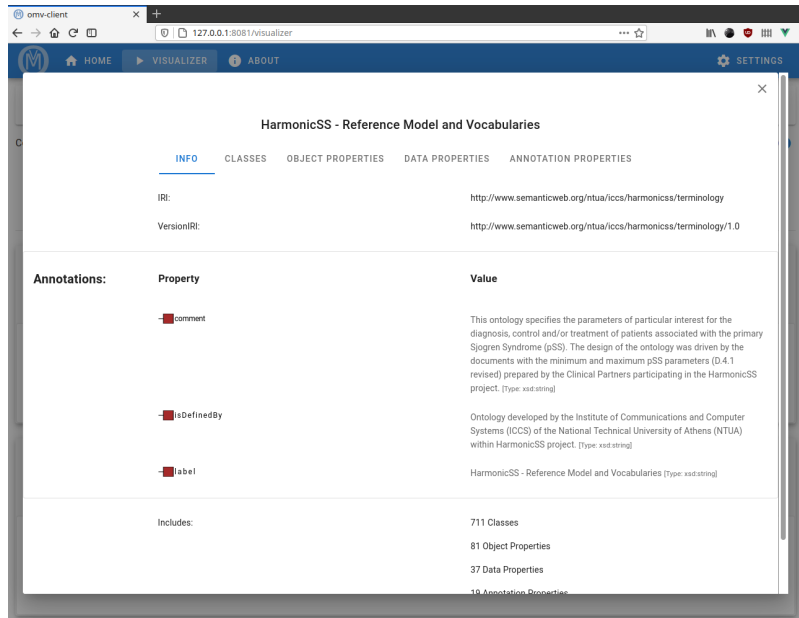 omv-client
127.0.0.1:8081/visualizer
HOME VISUALIZER ABOUT SETTINGS
HarmonicSS - Reference Model and Vocabularies
INFO CLASSES OBJECT PROPERTIES DATA PROPERTIES ANNOTATION PROPERTIES
IRI: http://www.semanticweb.org/ntua/iccs/harmonicss/terminology
VersionIRI: http://www.semanticweb.org/ntua/iccs/harmonicss/terminology/1.0
Annotations: Property Value
comment This ontology specifies the parameters of particular interest for the
diagnosis, control and/or treatment of patients associated with the primary
Sjogren Syndrome (pSS). The design of the ontology was driven by the
documents with the minimum and maximum pSS parameters (D.4.1
revised) prepared by the Clinical Partners participating in the HarmonicSS
project. [Type: xsd:string]
isDefinedBy Ontology developed by the Institute of Communications and Computer
Systems (ICCS) of the National Technical University of Athens (NTUA)
within HarmonicSS project. [Type: xsd:string]
label HarmonicSS - Reference Model and Vocabularies [Type: xsd:string]
Includes: 711 Classes
81 Object Properties
37 Data Properties
19 Annotation Properties